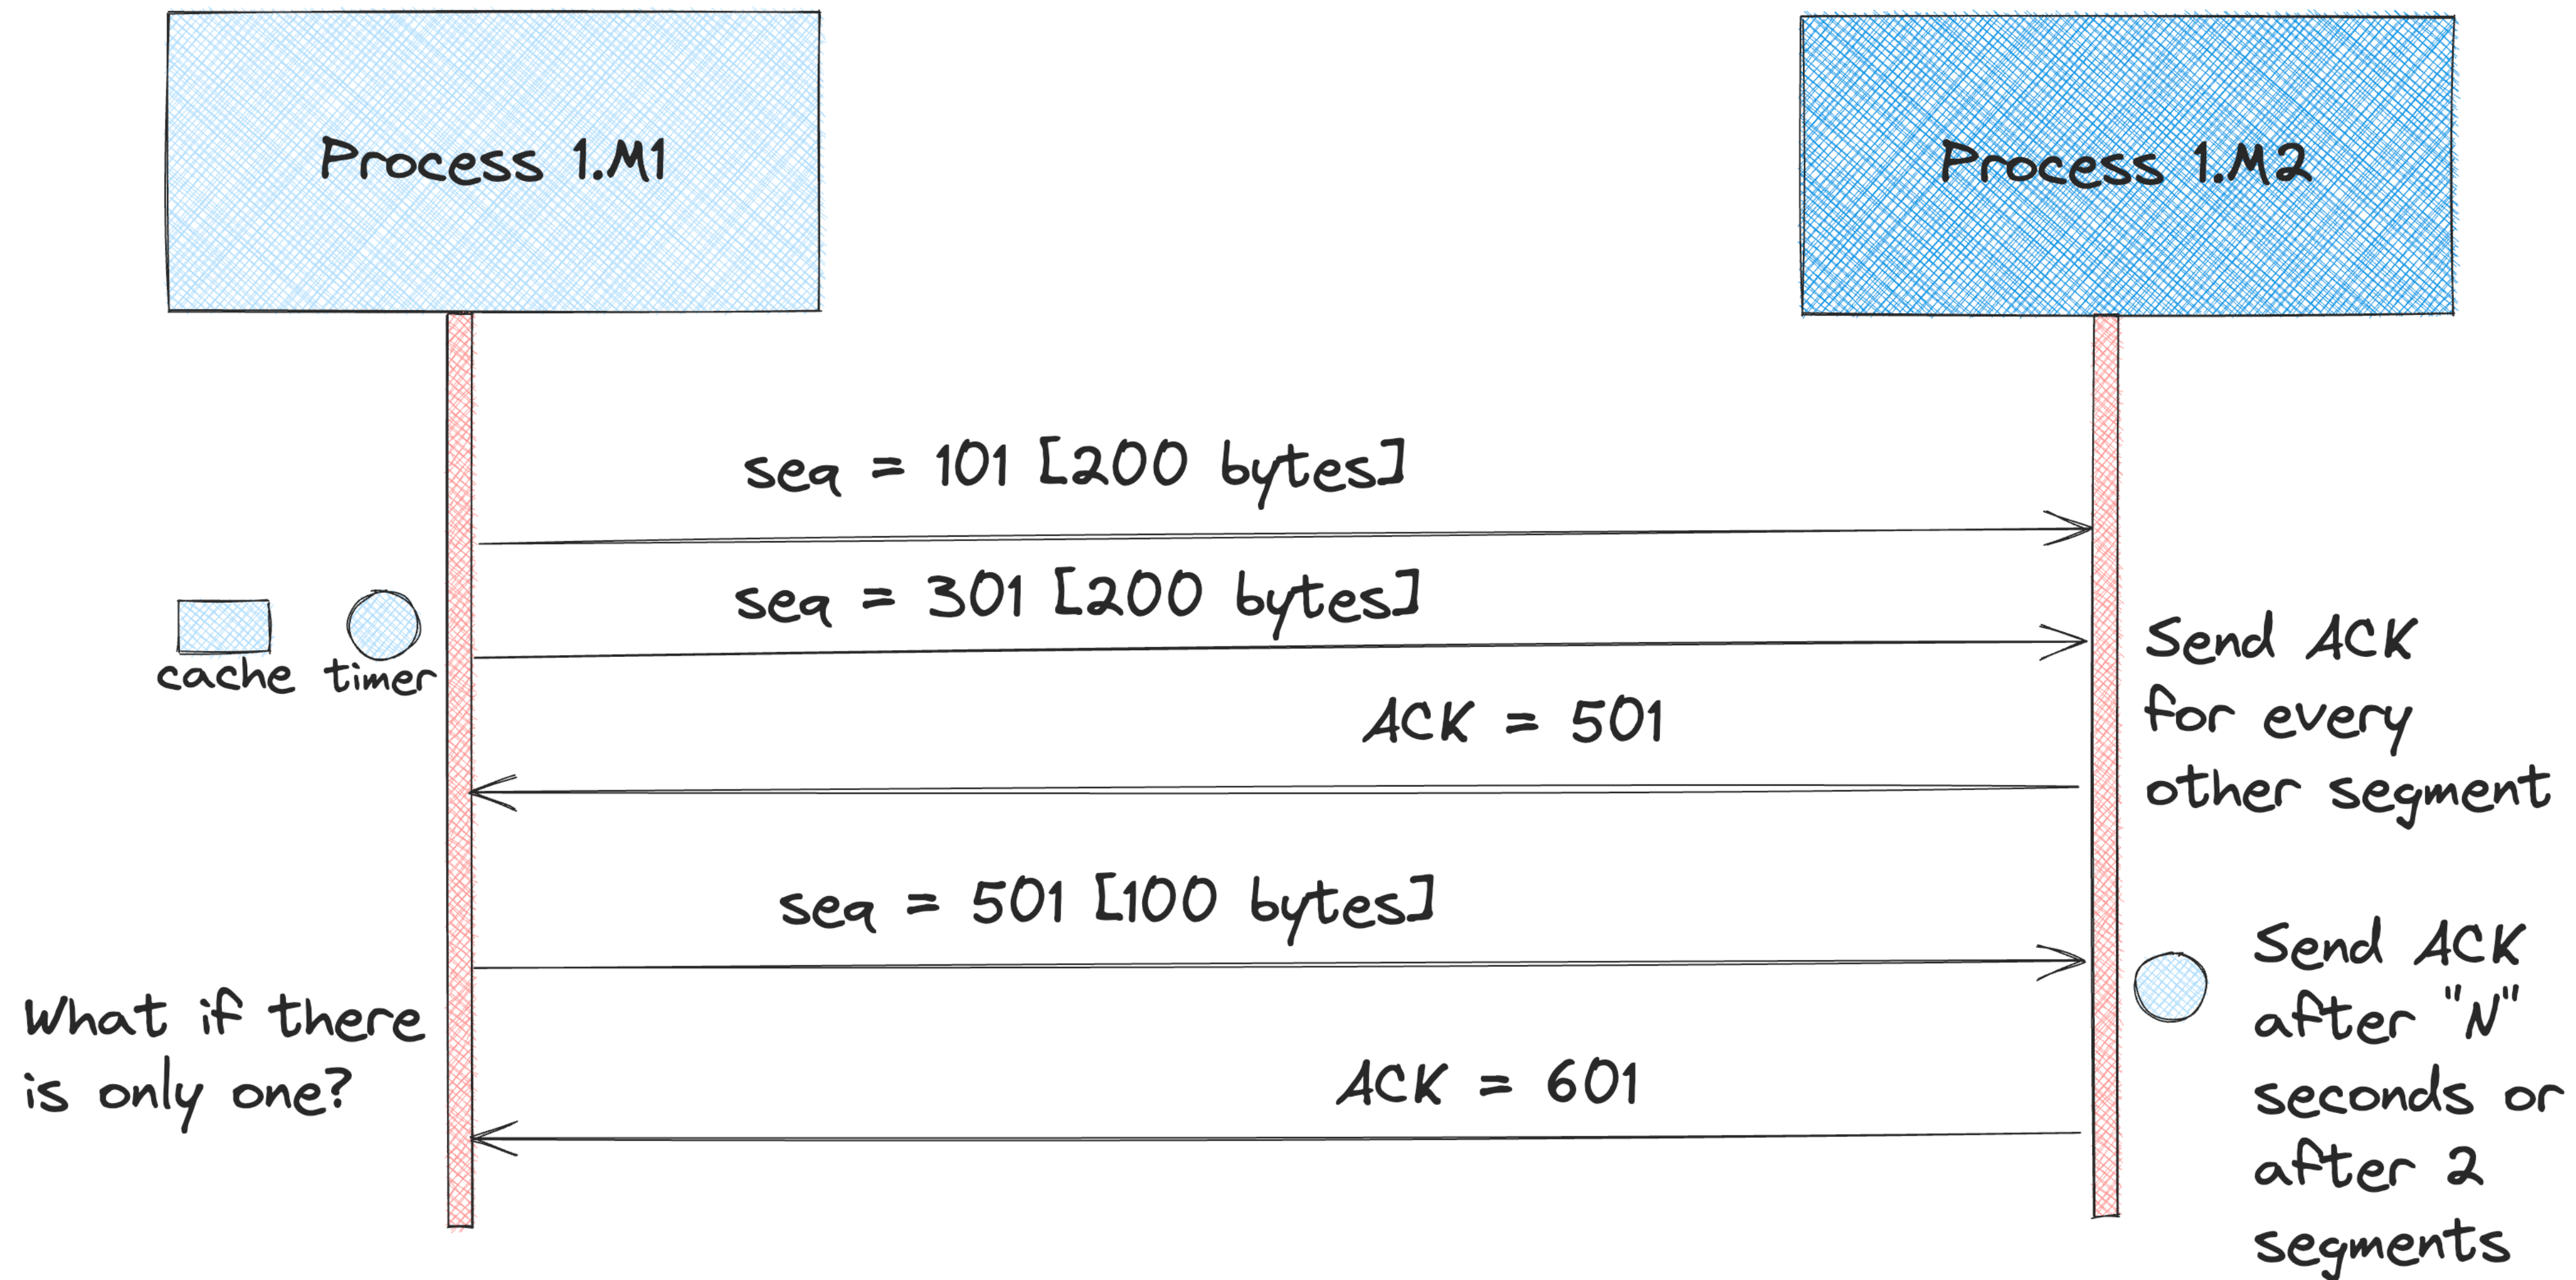 Process 1.M1
Process 1.M2
seq = 101 [200 bytes]
seq = 301 [200 bytes]
cache
timer
Send ACK
for every
other segment
ACK = 501
seq = 501 [100 bytes]
What if there
is only one?
Send ACK
after "N"
seconds or
after 2
segments
ACK = 601